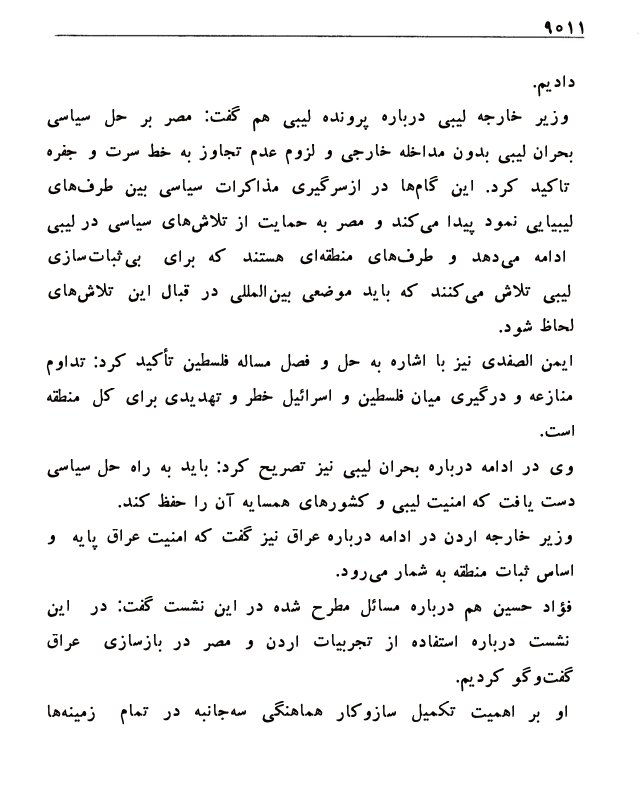 ۹۰۱۱
دادیم.
وزیر خارجه لیبی درباره پرونده لیبی هم گفت: مصر بر حل سیاسی
بحران لیبی بدون مداخله خارجی و لزوم عدم تجاوز به خط سرت و جفره
تاکید کرد. این گام‌ها در ازسرگیری مذاکرات سیاسی بین طرف‌های
لیبیایی نمود پیدا می‌کند و مصر به حمایت از تلاش‌های سیاسی در لیبی
ادامه می‌دهد و طرف‌های منطقه‌ای هستند که برای بی‌ثبات‌سازی
لیبی تلاش می‌کنند که باید موضعی بین‌المللی در قبال این تلاش‌های
لحاظ شود.
ایمن الصفدی نیز با اشاره به حل و فصل مساله فلسطین تأکید کرد: تداوم
منازعه و درگیری میان فلسطین و اسرائیل خطر و تهدیدی برای کل منطقه
است.
وی در ادامه درباره بحران لیبی نیز تصریح کرد: باید به راه حل سیاسی
دست یافت که امنیت لیبی و کشورهای همسایه آن را حفظ کند.
وزیر خارجه اردن در ادامه درباره عراق نیز گفت که امنیت عراق پایه و
اساس ثبات منطقه به شمار می‌رود.
فؤاد حسین هم درباره مسائل مطرح شده در این نشست گفت: در این
نشست درباره استفاده از تجربیات اردن و مصر در بازسازی عراق
گفت‌وگو کردیم.
او بر اهمیت تکمیل سازوکار هماهنگی سه‌جانبه در تمام زمینه‌ها